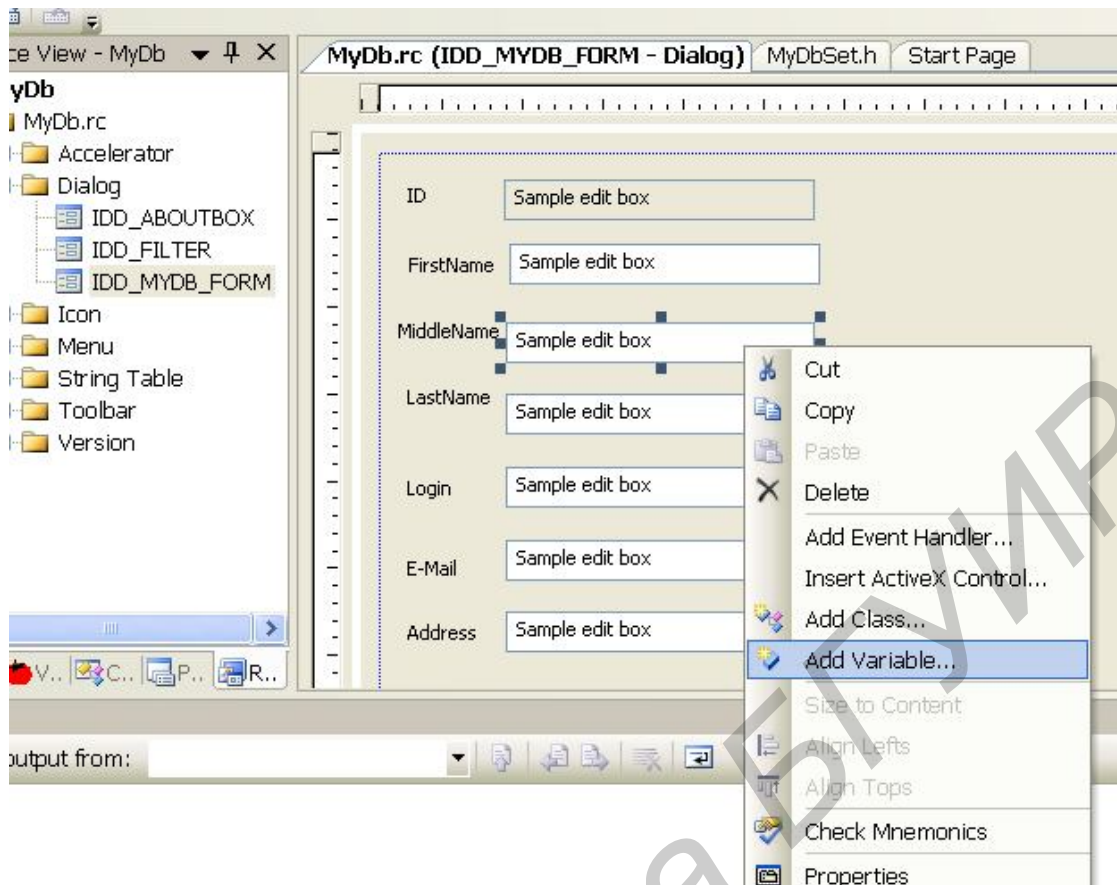 ce View - MyDb
MyDb.rc (IDD_MYDB_FORM - Dialog) MyDbSet.h Start Page
yDb
MyDb.rc
Accelerator
Dialog
IDD_ABOUTBOX
IDD_FILTER
IDD_MYDB_FORM
Icon
Menu
String Table
Toolbar
Version
V.. C.. P.. R..
ID Sample edit box
FirstName Sample edit box
MiddleName Sample edit box
LastName Sample edit box
Login Sample edit box
E-Mail Sample edit box
Address Sample edit box
Cut
Copy
Paste
Delete
Add Event Handler...
Insert ActiveX Control...
Add Class...
Add Variable...
Size to Content
Align Lefts
Align Tops
Check Mnemonics
Properties
output from:
а БГУИР